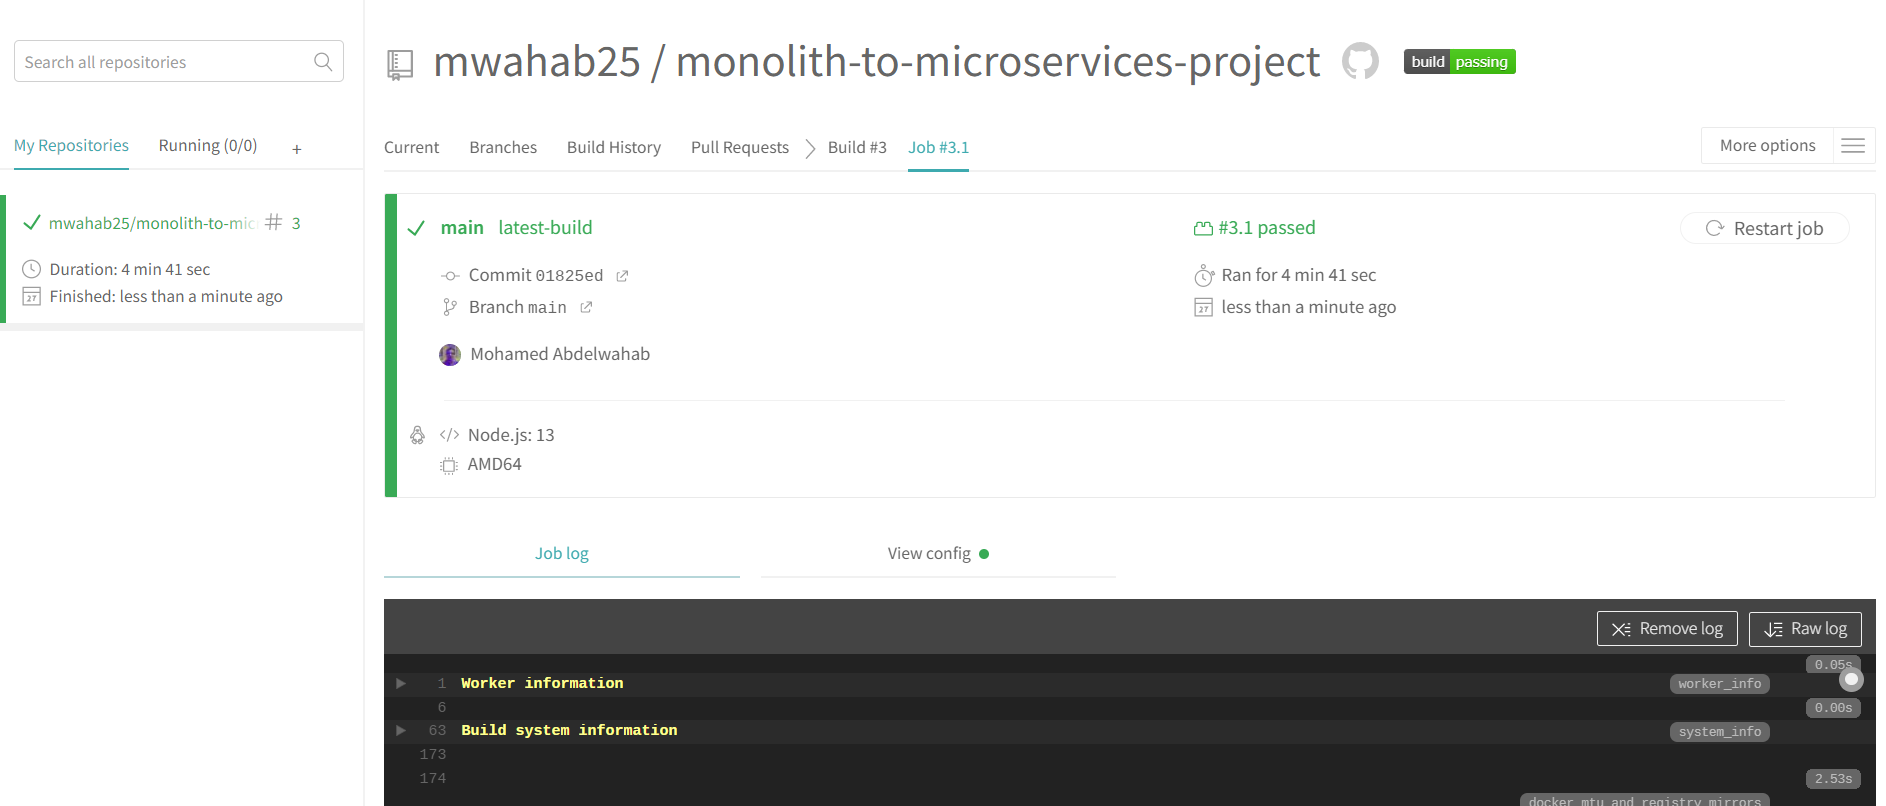 Search all repositories
My Repositories
Running (0/0)
+
mwahab25/monolith-to-mic
3
Duration: 4 min 41 sec
27
Finished: less than a minute ago
mwahab25 / monolith-to-microservices-project
build passing
Current
Branches
Build History
Pull Requests
Build #3
Job #3.1
More options
main latest-build
#3.1 passed
Restart job
Commit 01825ed
Ran for 4 min 41 sec
Branch main
27
less than a minute ago
Mohamed Abdelwahab
</> Node.js: 13
AMD64
Job log
View config
Remove log
Raw log
0.05s
1 Worker information
worker_info
6
0.00s
63 Build system information
system_info
173
174
2.53s
docker_mtu_and_registry_mirrors